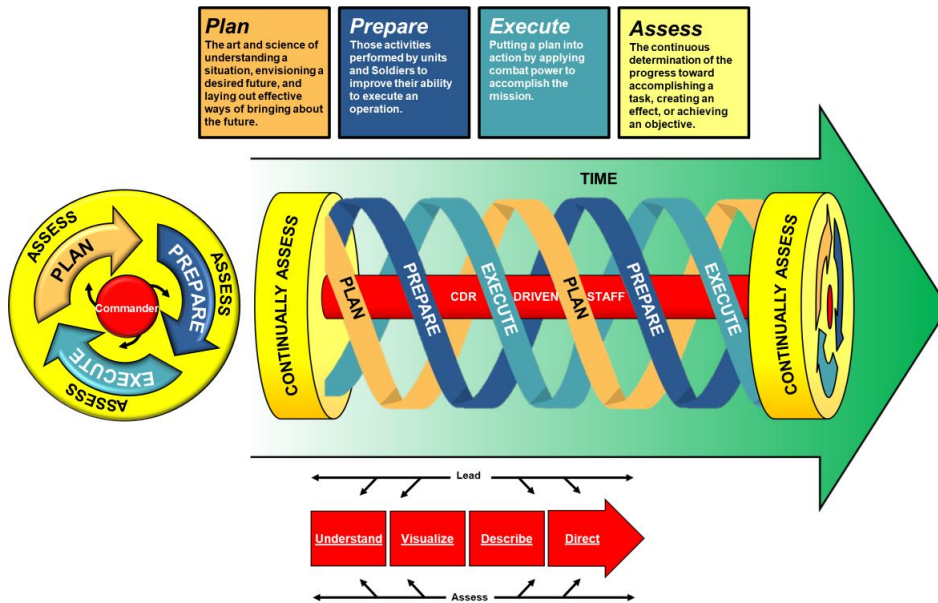 Plan
The art and science of
understanding a
situation, envisioning a
desired future, and
laying out effective
ways of bringing about
the future.
Prepare
Those activities
performed by units
and Soldiers to
improve their ability
to execute an
operation.
Execute
Putting a plan into
action by applying
combat power to
accomplish the
mission.
Assess
The continuous
determination of the
progress toward
accomplishing a
task, creating an
effect, or achieving
an objective.
TIME
ASSESS
PLAN
ASSESS
PREPARE
Commander
EXECUTE
ASSESS
CONTINUALLY ASSESS
PLAN
PREPARE
CDR
EXECUTE
DRIVEN
PLAN
STAFF
PREPARE
EXECUTE
CONTINUALLY ASSESS
Lead
Understand
Visualize
Describe
Direct
Assess